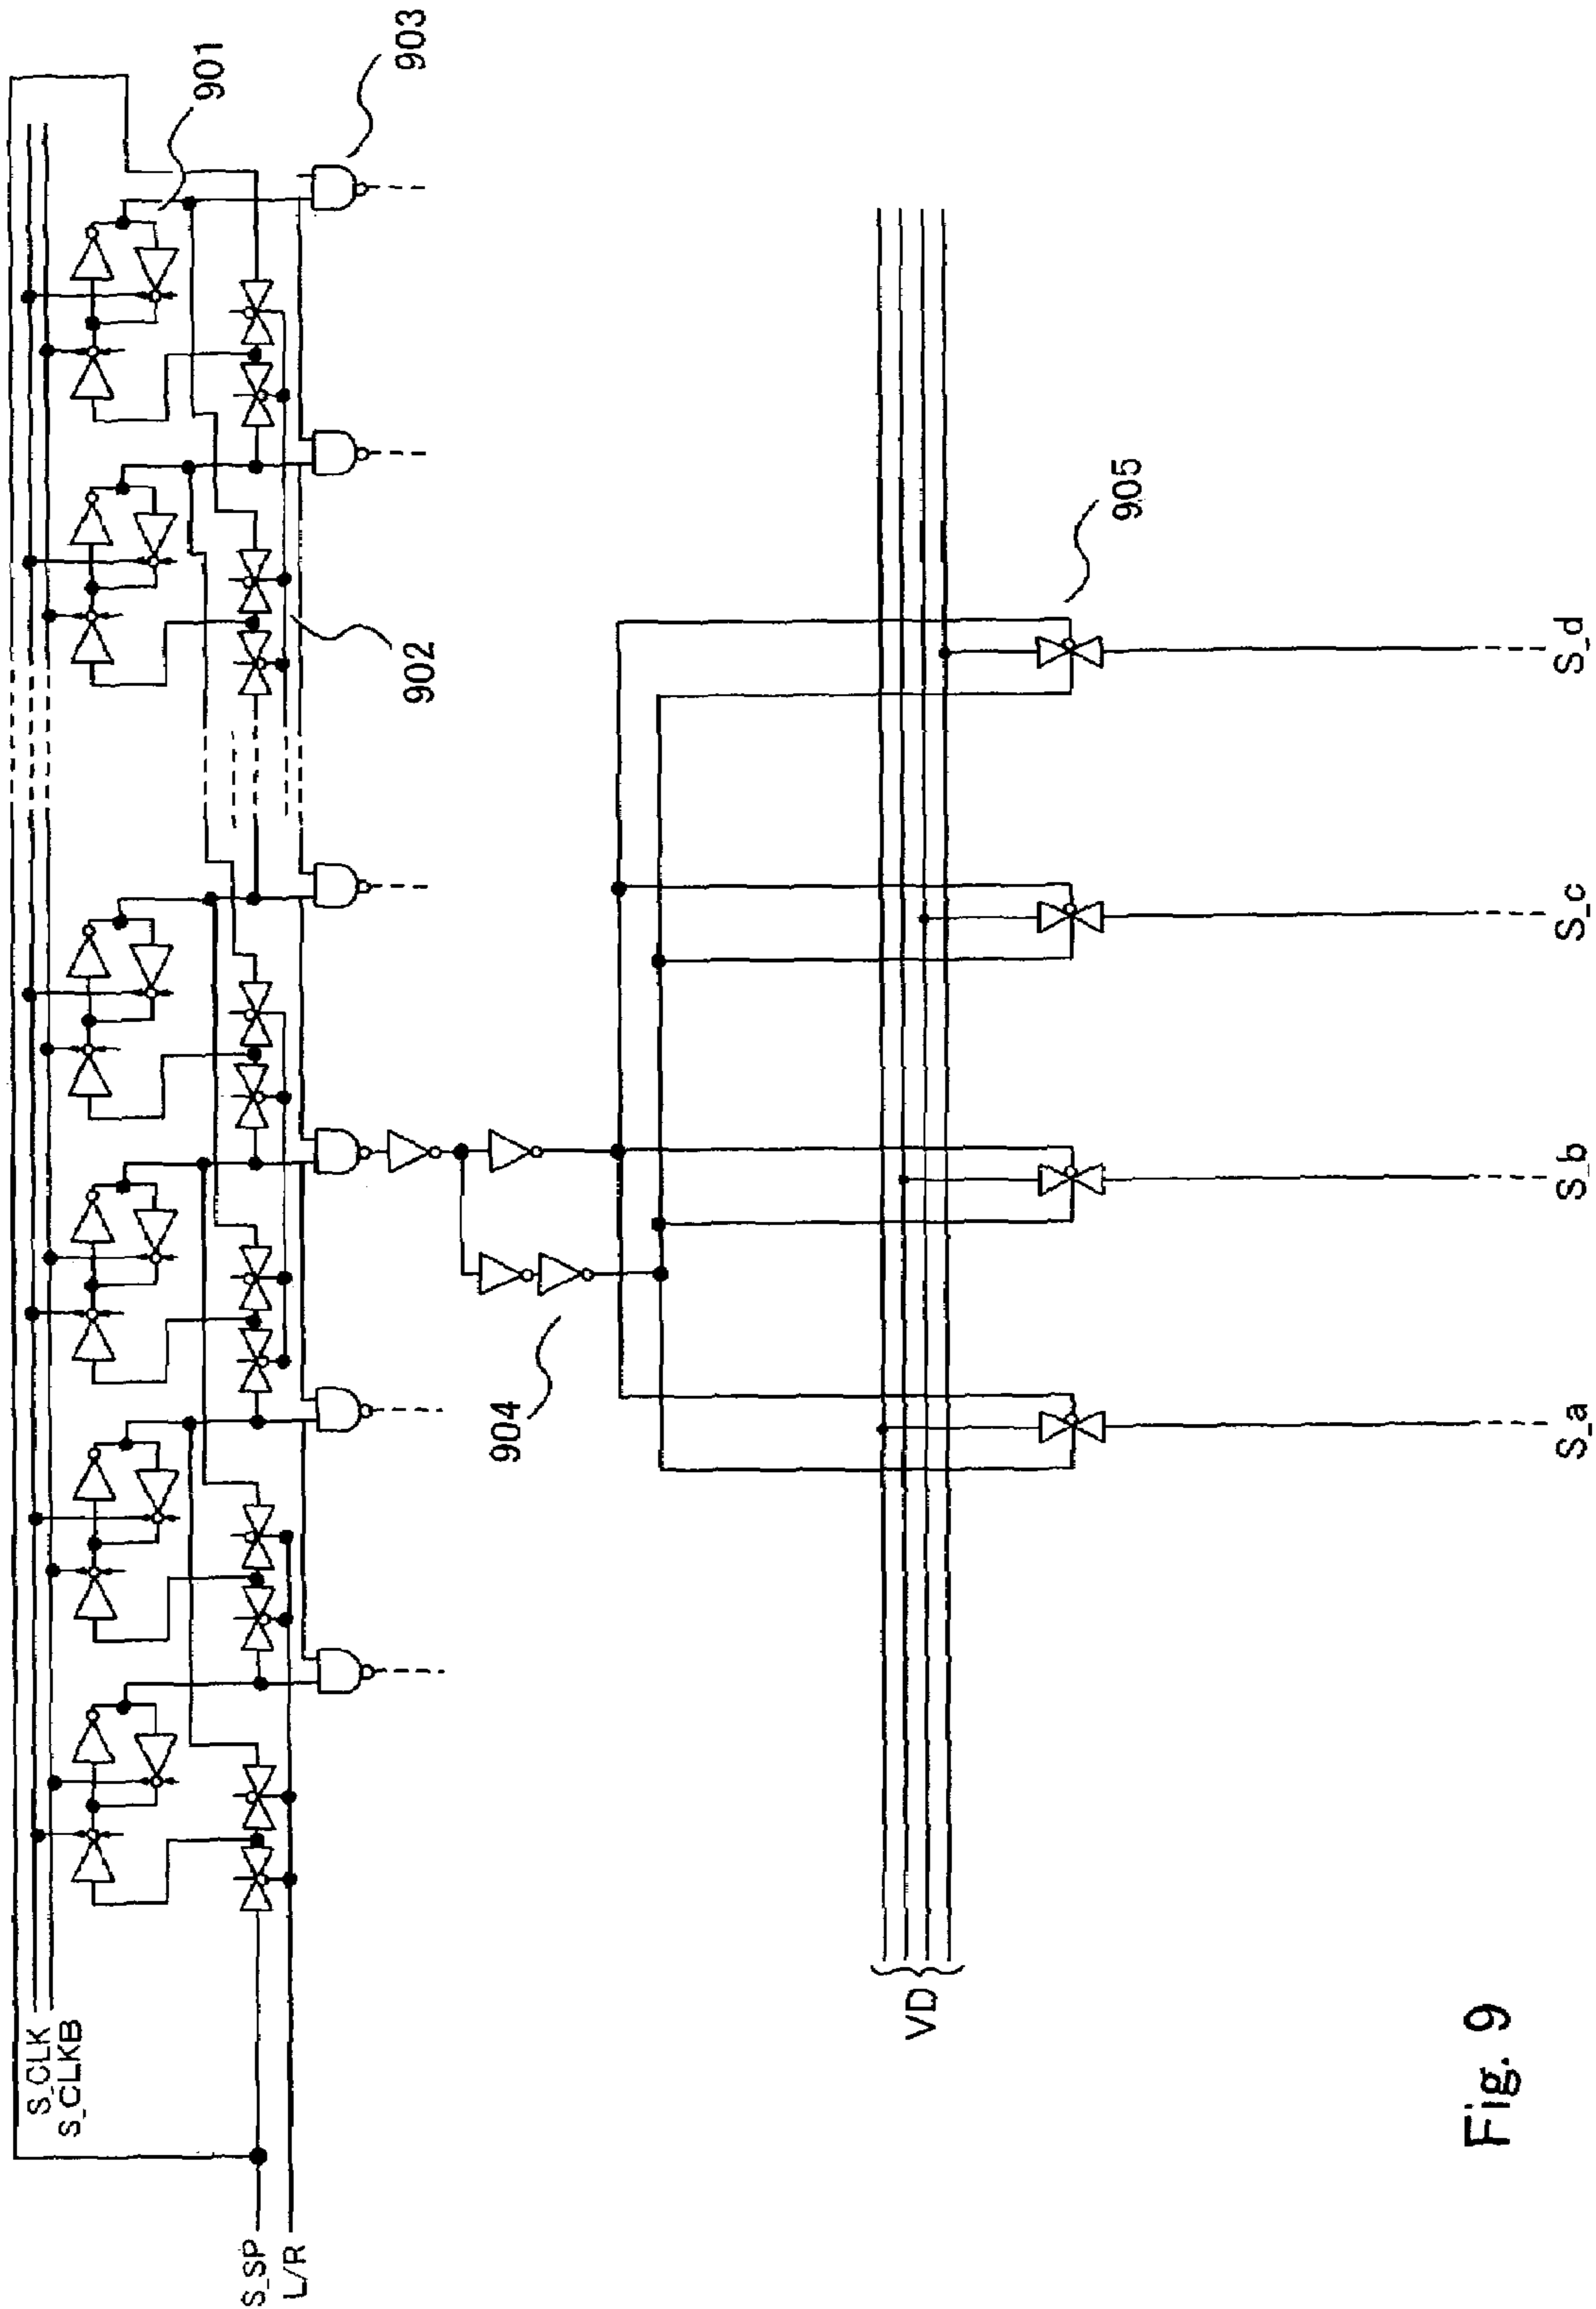 S_CLK
S_CLKB
S_SP
L/R
901
902
903
904
905
VD
S_a
S_b
S_c
S_d
Fig. 9